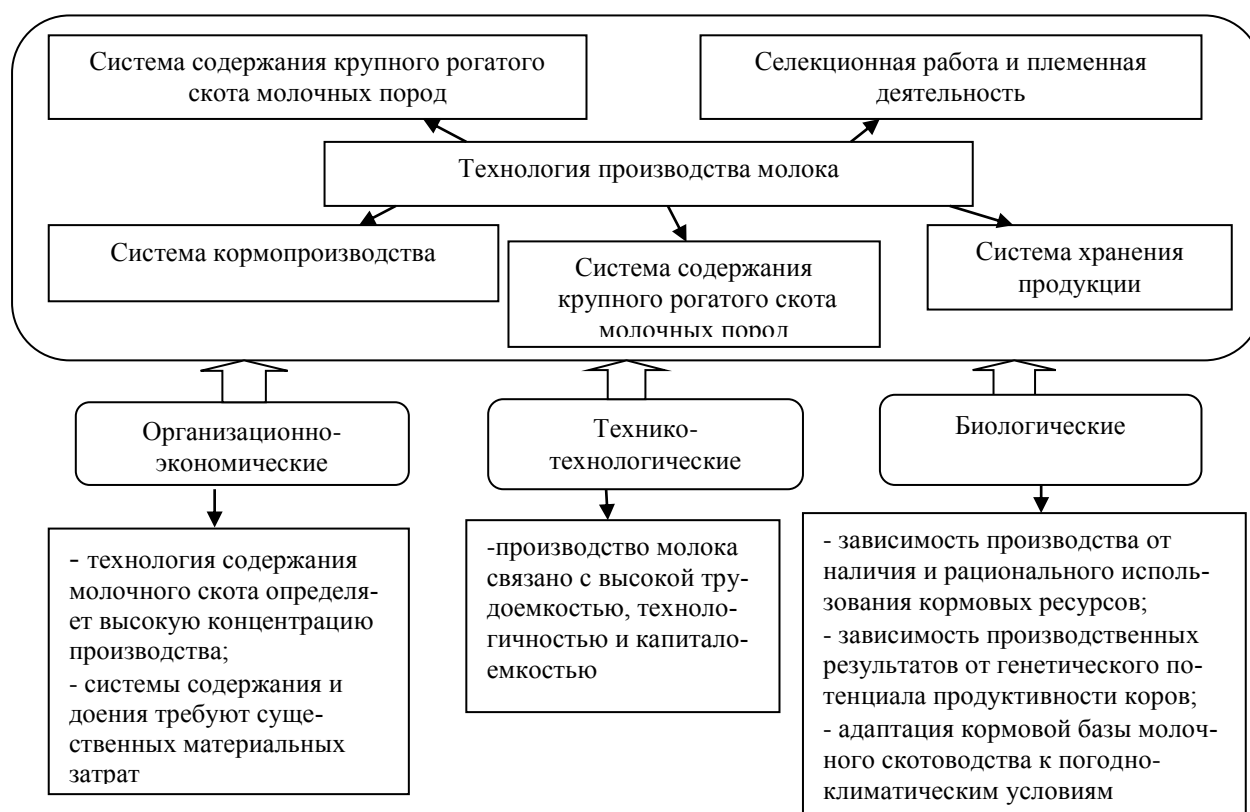 Система содержания крупного рогатого
скота молочных пород
Селекционная работа и племенная
деятельность
Технология производства молока
Система кормопроизводства
Система содержания
крупного рогатого скота
молочных пород
Система хранения
продукции
Организационно-
экономические
Технико-
технологические
Биологические
- технология содержания
молочного скота определя-
ет высокую концентрацию
производства;
- системы содержания и
доения требуют суще-
ственных материальных
затрат
-производство молока
связано с высокой тру-
доемкостью, техноло-
гичностью и капитало-
емкостью
- зависимость производства от
наличия и рационального исполь-
зования кормовых ресурсов;
- зависимость производственных
результатов от генетического по-
тенциала продуктивности коров;
- адаптация кормовой базы молоч-
ного скотоводства к погодно-
климатическим условиям